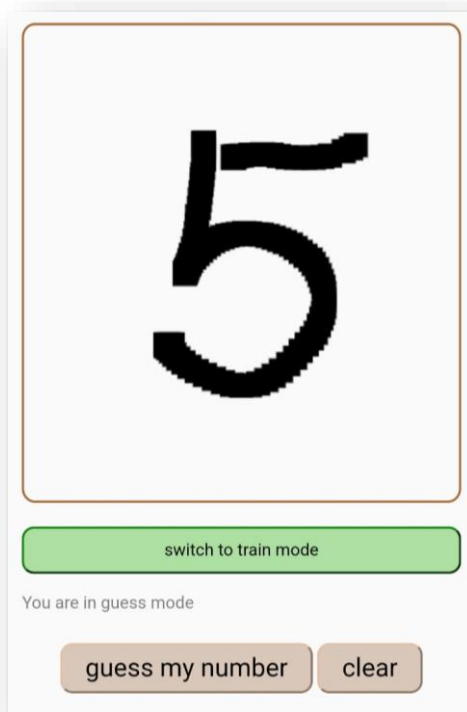 5
switch to train mode
You are in guess mode
guess my number clear